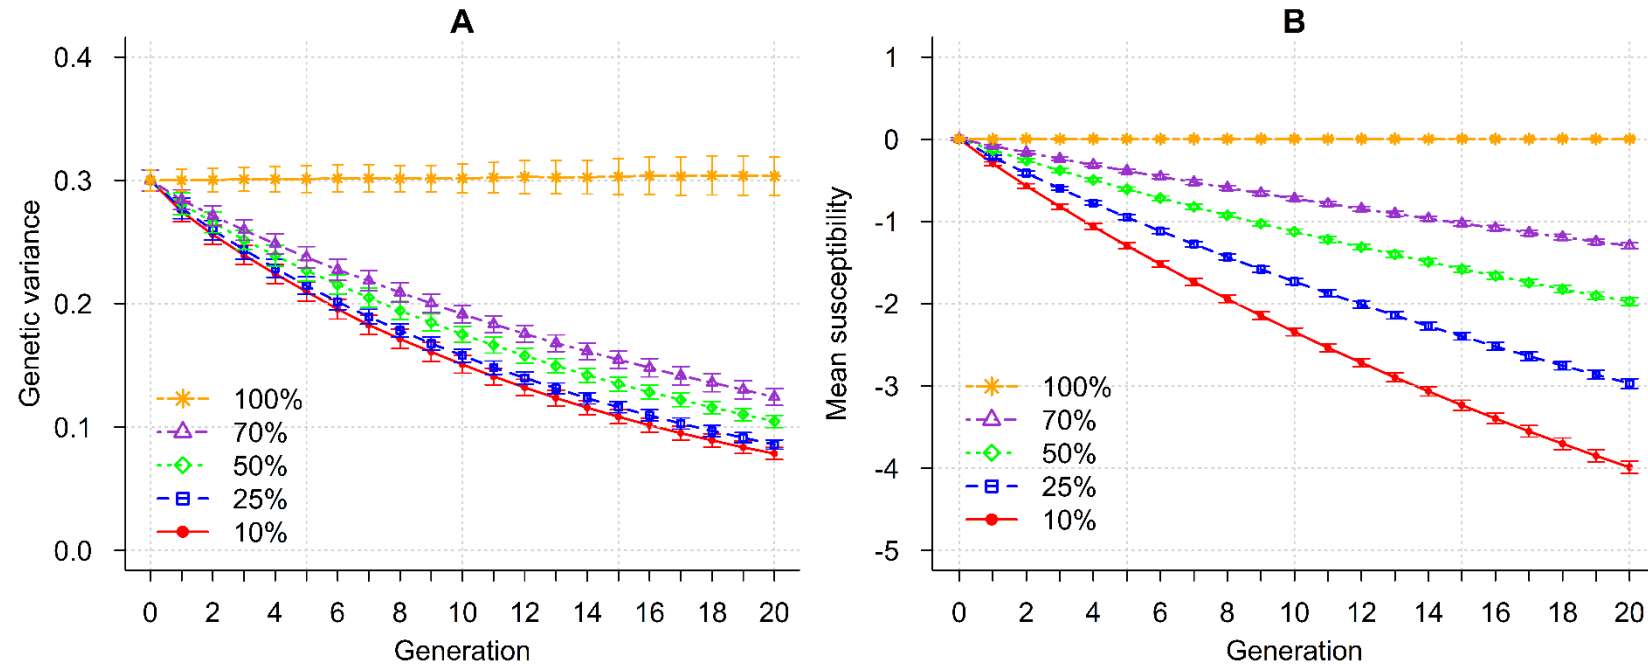 A
Genetic variance
0.4
0.3
0.2
0.1
0.0
100%
70%
50%
25%
10%
0 2 4 6 8 10 12 14 16 18 20
Generation
B
Mean susceptibility
1
0
-1
-2
-3
-4
-5
100%
70%
50%
25%
10%
0 2 4 6 8 10 12 14 16 18 20
Generation